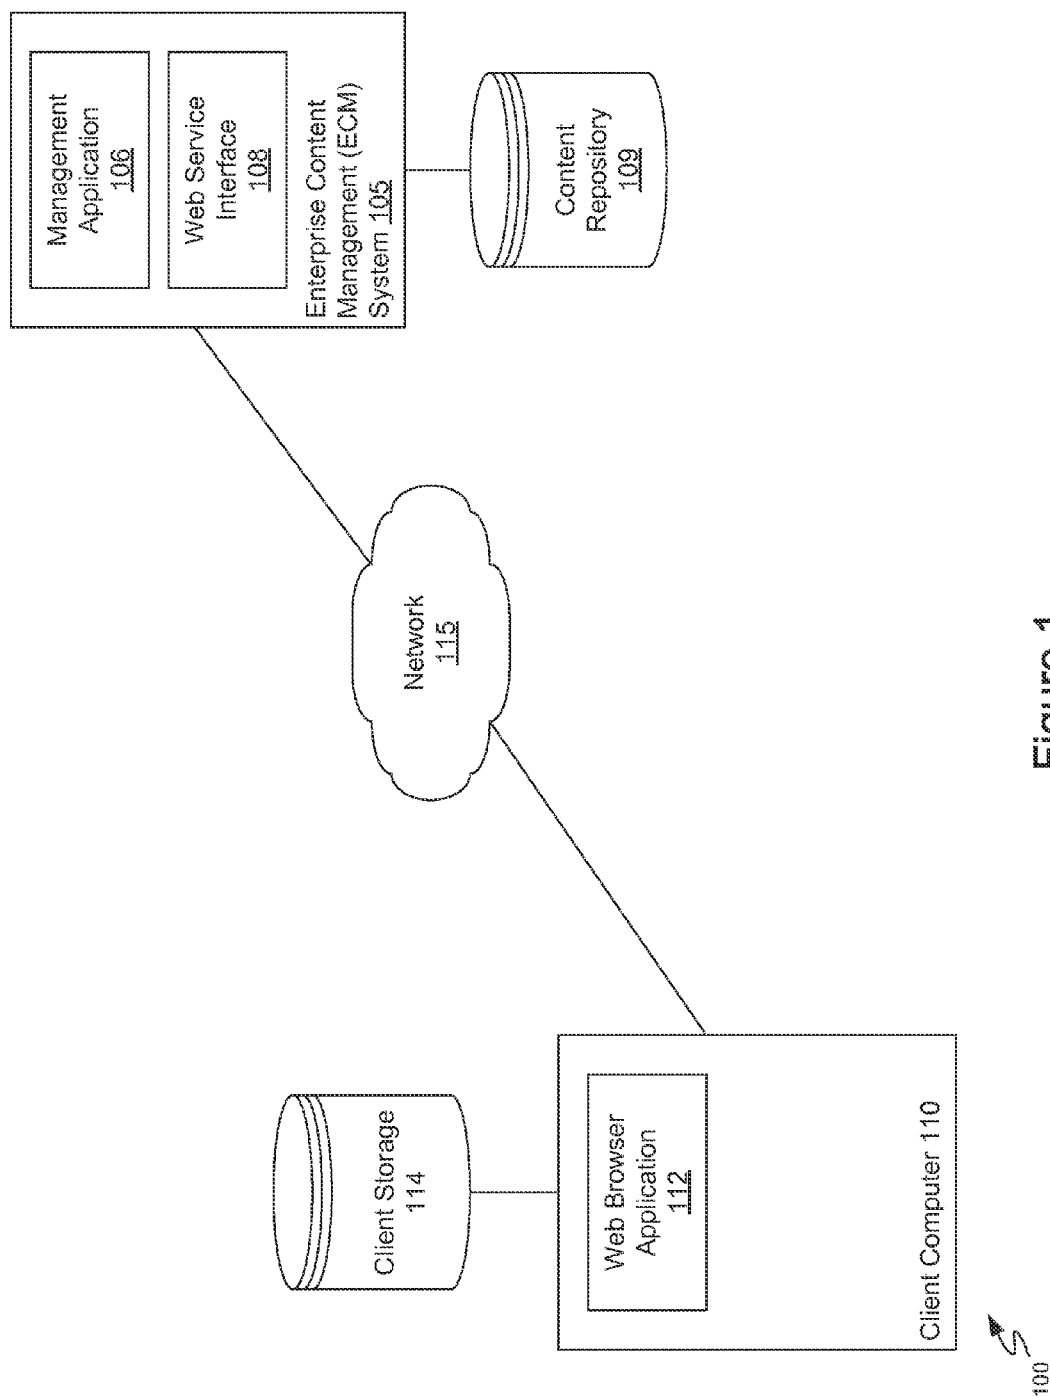 Management
Application
106
Web Service
Interface
108
Enterprise Content
Management (ECM)
System 105
Content
Repository
109
Network
115
Client Storage
114
Web Browser
Application
112
Client Computer 110
100
Figure 1